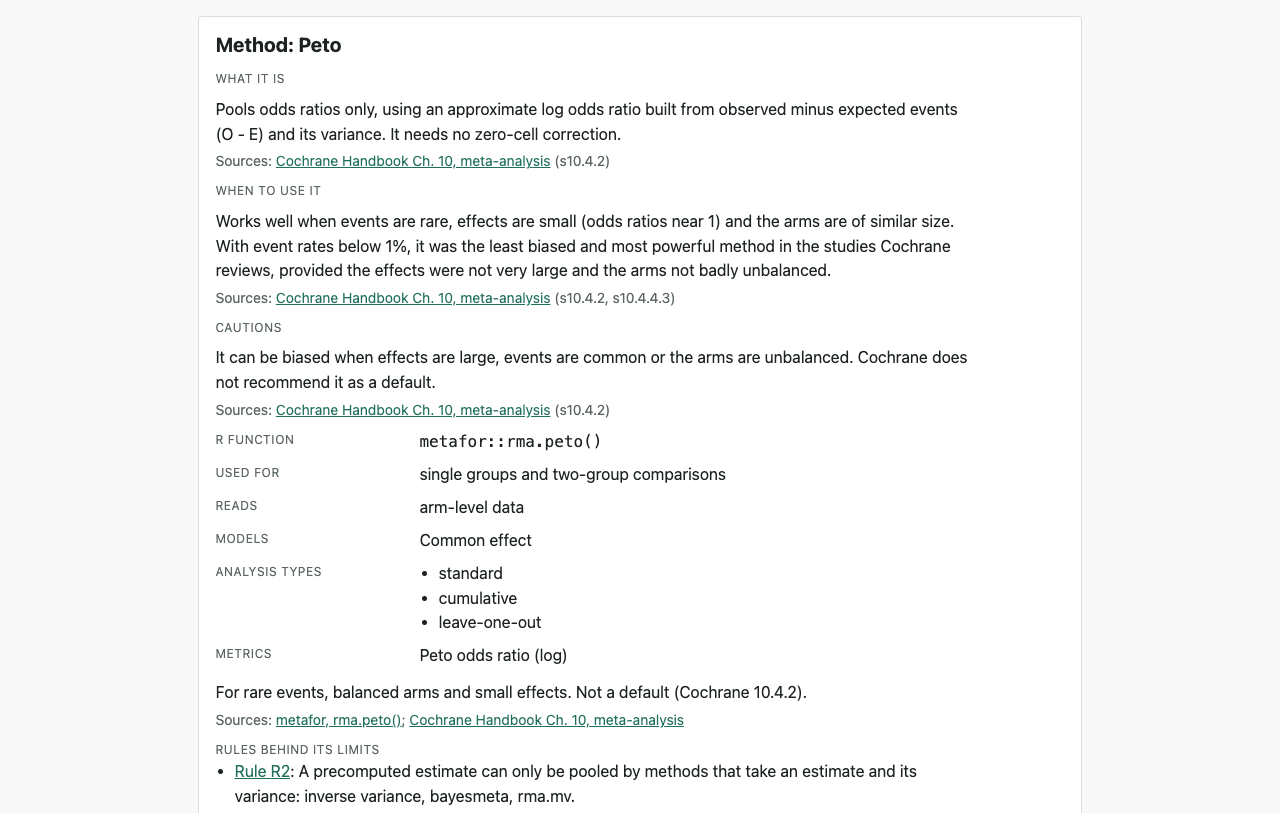 Method: Peto
WHAT IT IS
Pools odds ratios only, using an approximate log odds ratio built from observed minus expected events
(O - E) and its variance. It needs no zero-cell correction.
Sources: Cochrane Handbook Ch. 10, meta-analysis (s10.4.2)
WHEN TO USE IT
Works well when events are rare, effects are small (odds ratios near 1) and the arms are of similar size.
With event rates below 1%, it was the least biased and most powerful method in the studies Cochrane
reviews, provided the effects were not very large and the arms not badly unbalanced.
Sources: Cochrane Handbook Ch. 10, meta-analysis (s10.4.2, s10.4.4.3)
CAUTIONS
It can be biased when effects are large, events are common or the arms are unbalanced. Cochrane does
not recommend it as a default.
Sources: Cochrane Handbook Ch. 10, meta-analysis (s10.4.2)
R FUNCTION metafor::rma.peto()
USED FOR single groups and two-group comparisons
READS arm-level data
MODELS Common effect
ANALYSIS TYPES • standard
• cumulative
• leave-one-out
METRICS Peto odds ratio (log)
For rare events, balanced arms and small effects. Not a default (Cochrane 10.4.2).
Sources: metafor, rma.peto(); Cochrane Handbook Ch. 10, meta-analysis
RULES BEHIND ITS LIMITS
• Rule R2: A precomputed estimate can only be pooled by methods that take an estimate and its
variance: inverse variance, bayesmeta, rma.mv.